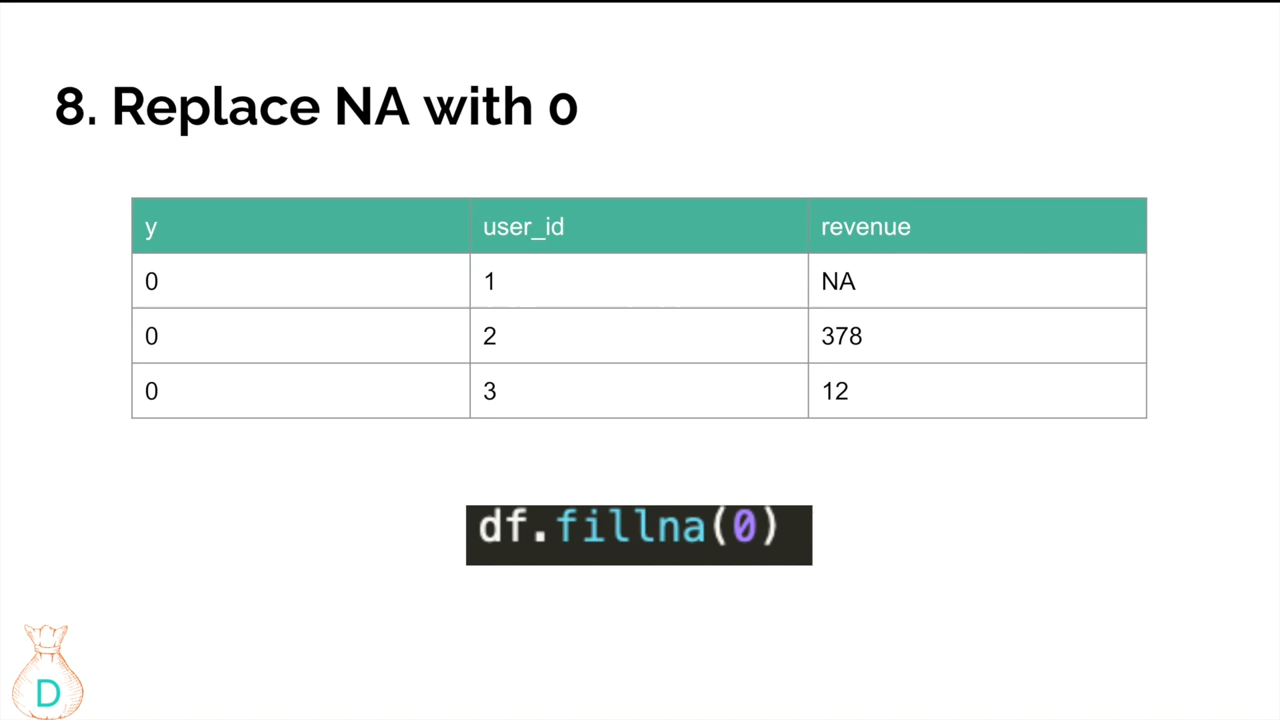 8. Replace NA with 0
y user_id revenue
0 1 NA
0 2 378
0 3 12
df.fillna(0)
D